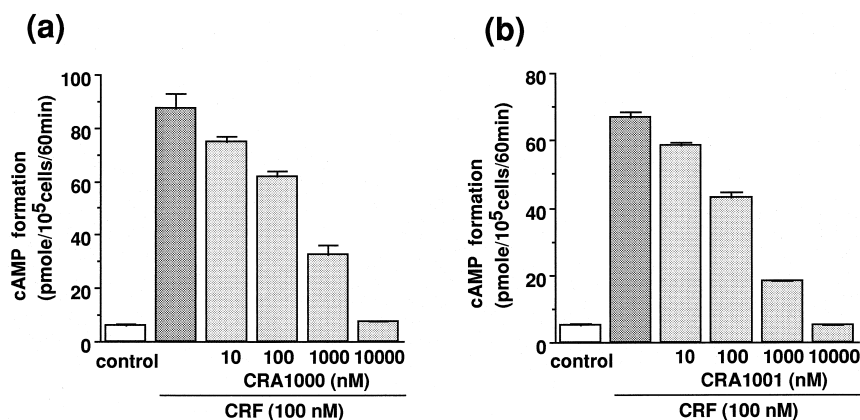 (a)
cAMP formation
(pmole/10⁵cells/60min)
100
80
60
40
20
0
control
10 100 1000 10000
CRA1000 (nM)
CRF (100 nM)
(b)
cAMP formation
(pmole/10⁵cells/60min)
80
60
40
20
0
control
10 100 1000 10000
CRA1001 (nM)
CRF (100 nM)